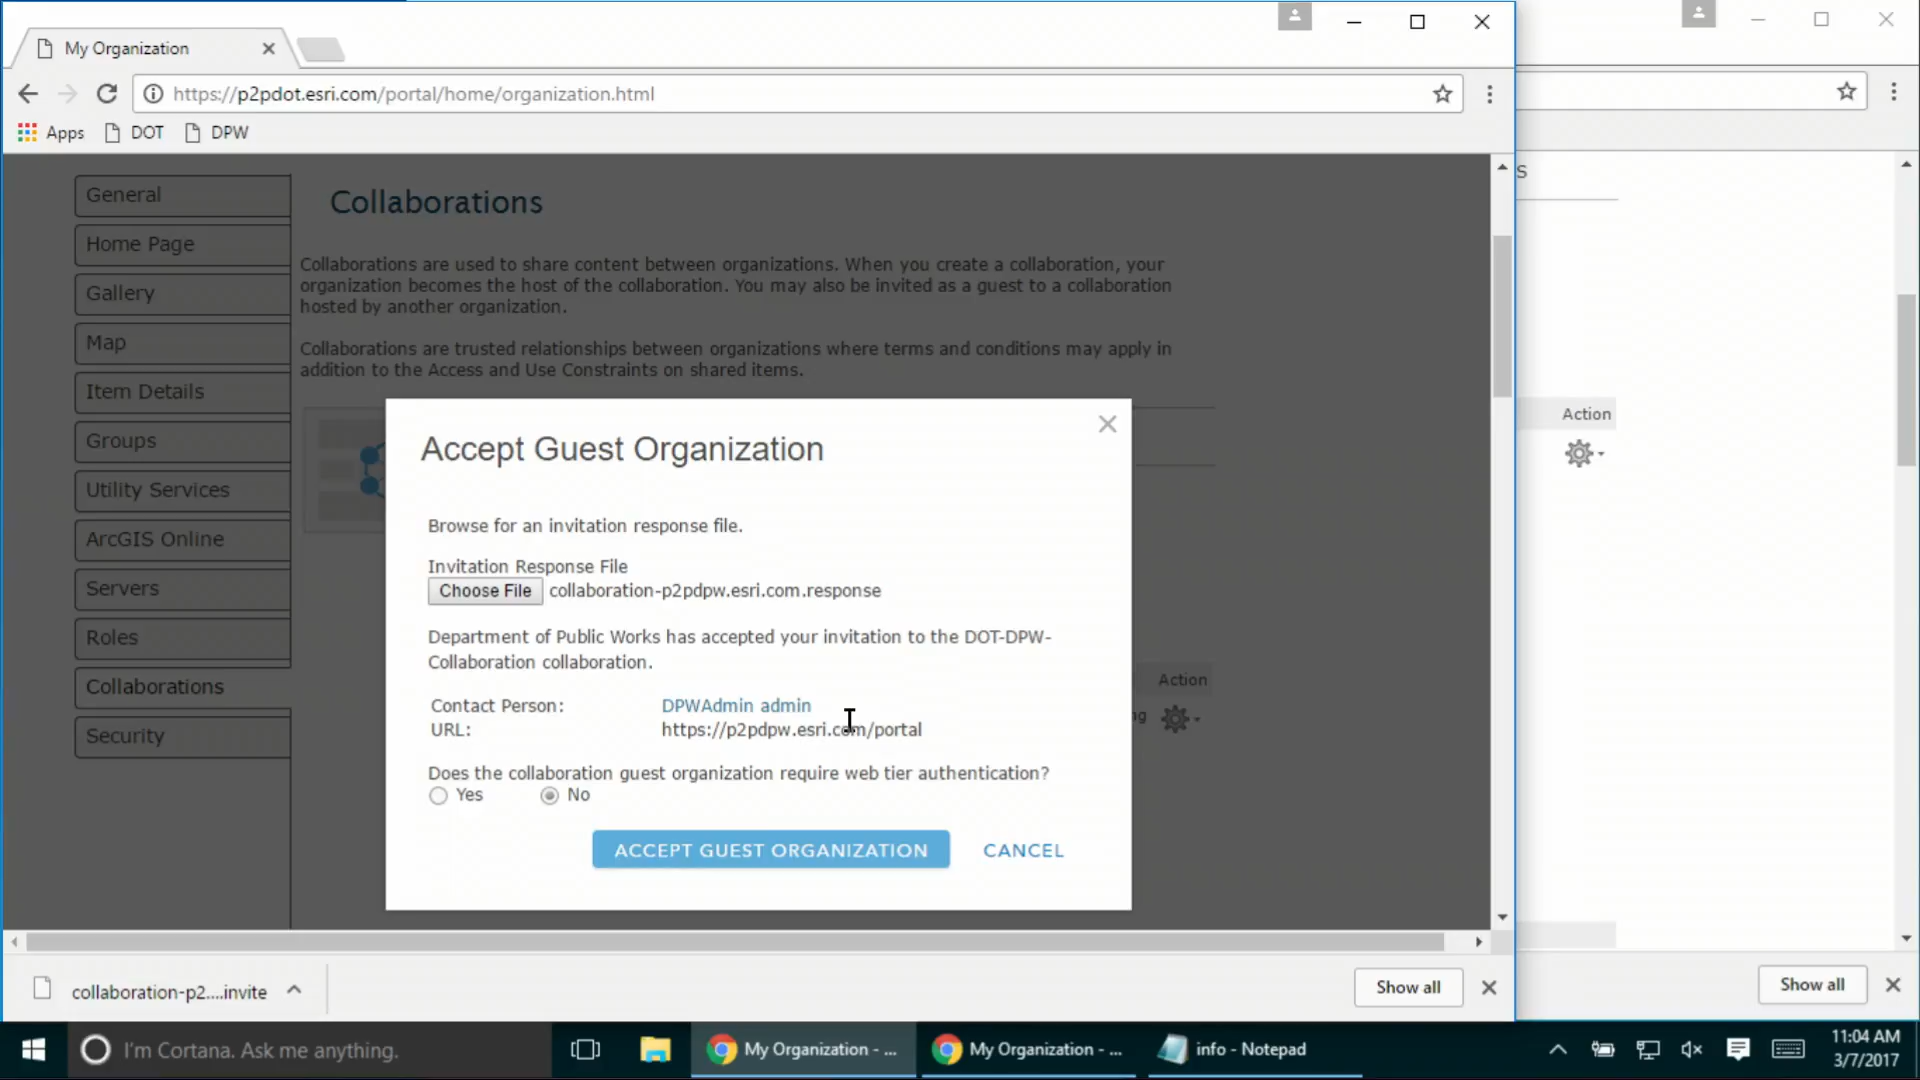 My Organization
https://p2pdot.esri.com/portal/home/organization.html
Apps
DOT
DPW
General
Home Page
Gallery
Map
Item Details
Groups
Utility Services
ArcGIS Online
Servers
Roles
Collaborations
Security
Collaborations
Collaborations are used to share content between organizations. When you create a collaboration, your
organization becomes the host of the collaboration. You may also be invited as a guest to a collaboration
hosted by another organization.
Collaborations are trusted relationships between organizations where terms and conditions may apply in
addition to the Access and Use Constraints on shared items.
Accept Guest Organization
Browse for an invitation response file.
Invitation Response File
Choose File collaboration-p2pdpw.esri.com.response
Department of Public Works has accepted your invitation to the DOT-DPW-
Collaboration collaboration.
Contact Person: DPWAdmin admin
URL: https://p2pdpw.esri.com/portal
Does the collaboration guest organization require web tier authentication?
Yes No
ACCEPT GUEST ORGANIZATION CANCEL
Action
ng
s
Action
collaboration-p2....invite
Show all
Show all
I'm Cortana. Ask me anything.
My Organization - ...
My Organization - ...
info - Notepad
11:04 AM
3/7/2017